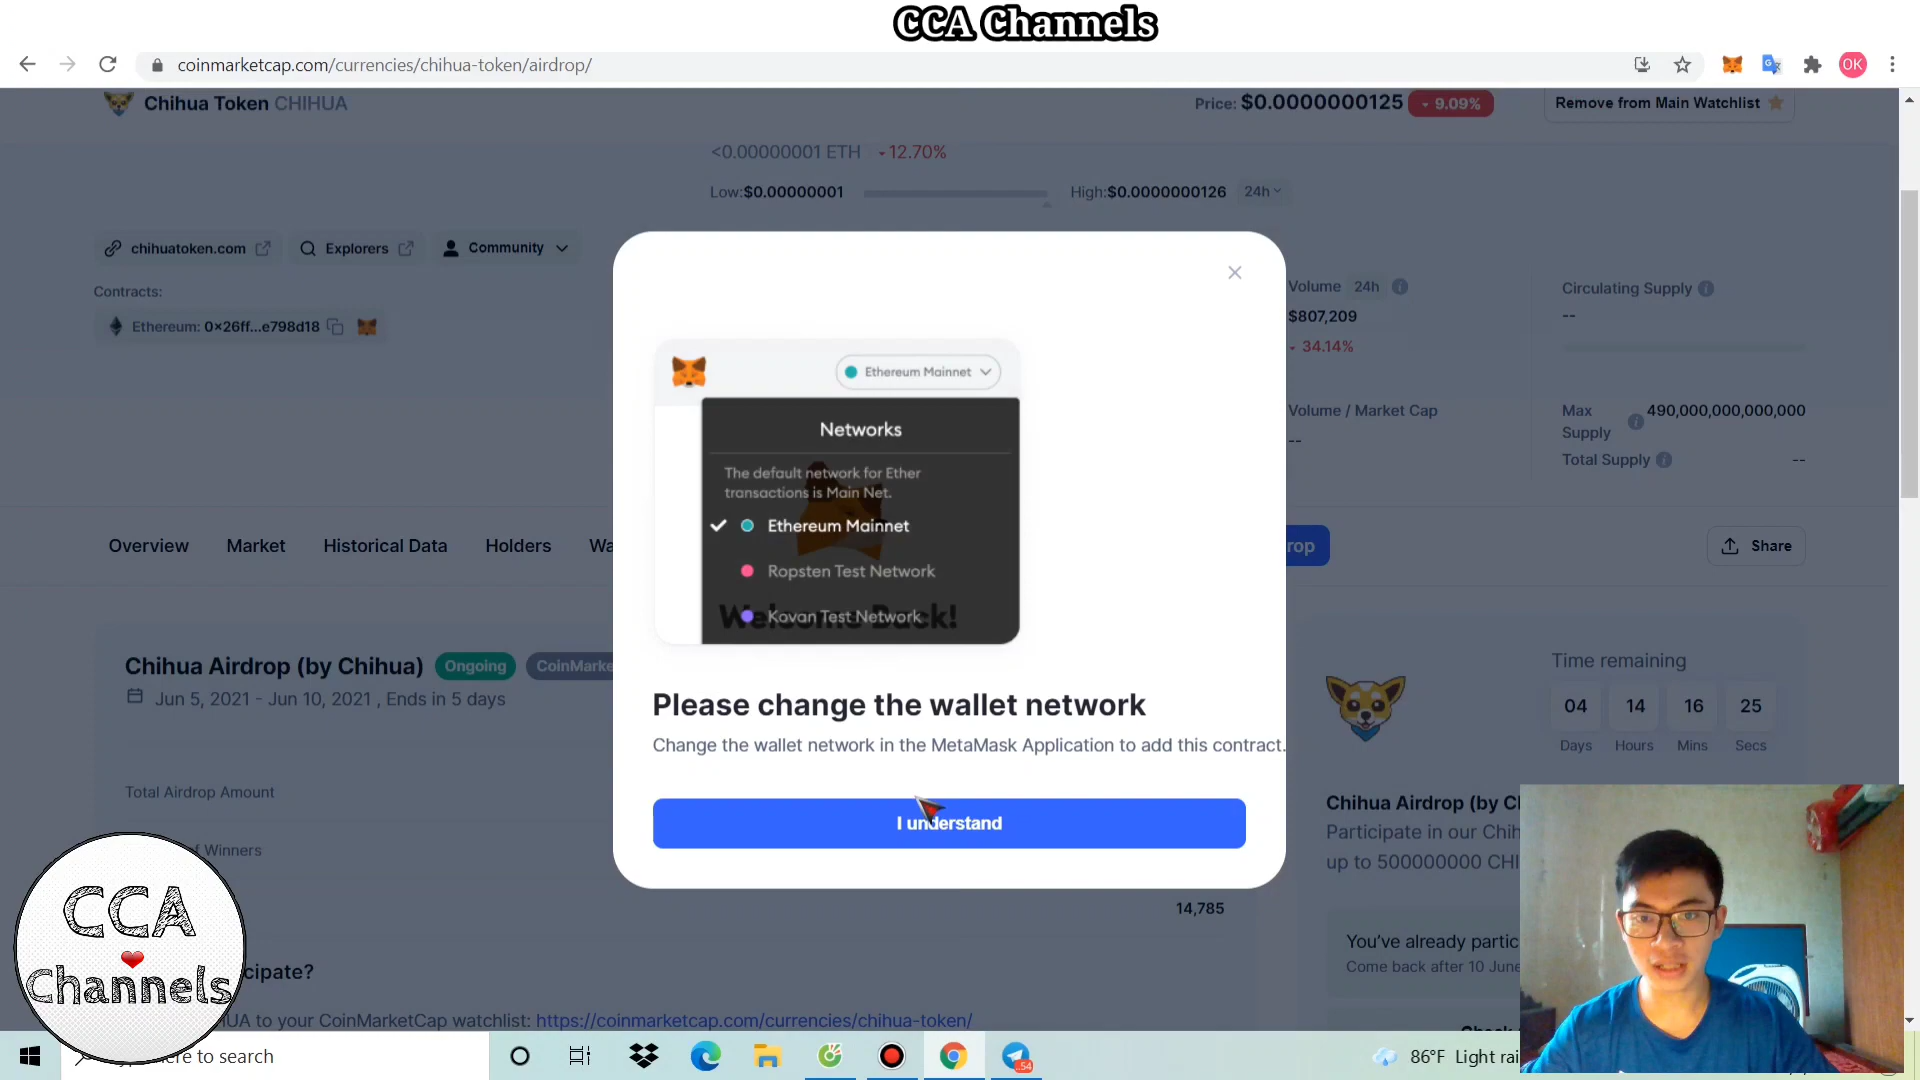 CCA Channels
coinmarketcap.com/currencies/chihua-token/airdrop/
OK
Chihua Token CHIHUA
Price: $0.0000000125 9.09%
Remove from Main Watchlist
<0.00000001 ETH 12.70%
Low:$0.00000001
High:$0.0000000126
24h
chihuatoken.com
Explorers
Community
Contracts:
Ethereum: 0x26ff...e798d18
Volume 24h
$807,209
34.14%
Circulating Supply
--
Volume / Market Cap
--
Max Supply
490,000,000,000,000
Total Supply
--
Ethereum Mainnet
Networks
The default network for Ether
transactions is Main Net.
Ethereum Mainnet
Ropsten Test Network
Kovan Test Network
Welcome Back!
Please change the wallet network
Change the wallet network in the MetaMask Application to add this contract.
I understand
Overview
Market
Historical Data
Holders
Wa
rop
Share
Chihua Airdrop (by Chihua)
Ongoing
CoinMarke
Jun 5, 2021 - Jun 10, 2021 , Ends in 5 days
Total Airdrop Amount
of Winners
14,785
cipate?
UA to your CoinMarketCap watchlist: https://coinmarketcap.com/currencies/chihua-token/
Time remaining
04 14 16 25
Days Hours Mins Secs
Chihua Airdrop (by C
Participate in our Chih
up to 500000000 CHI
You've already partic
Come back after 10 June
CCA
Channels
ere to search
54
86°F Light rai